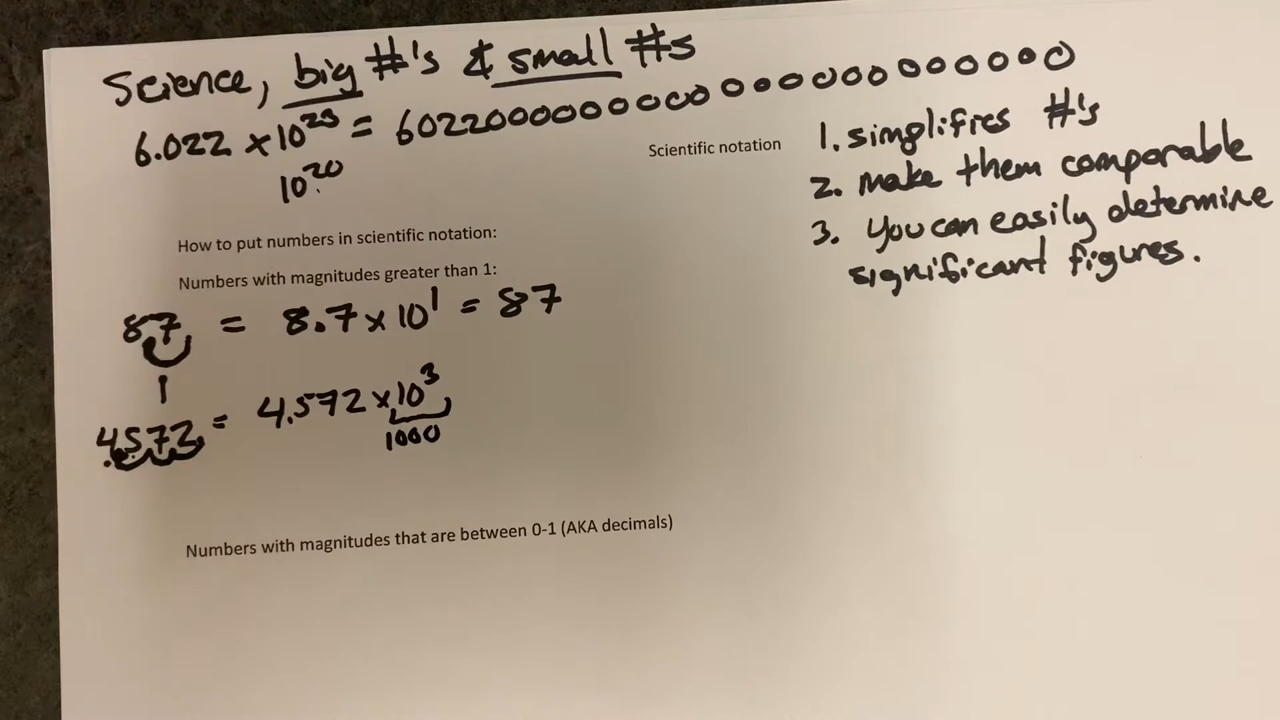 Science, big #'s & small #s
6.022 x 10²³ = 602200000000000000000000
10²⁰
Scientific notation
1. simplifies #'s
2. make them comparable
3. You can easily determine
significant figures.
How to put numbers in scientific notation:
Numbers with magnitudes greater than 1:
87 = 8.7 x 10¹ = 87
1
4572 = 4.572 x 10³
1000
Numbers with magnitudes that are between 0-1 (AKA decimals)